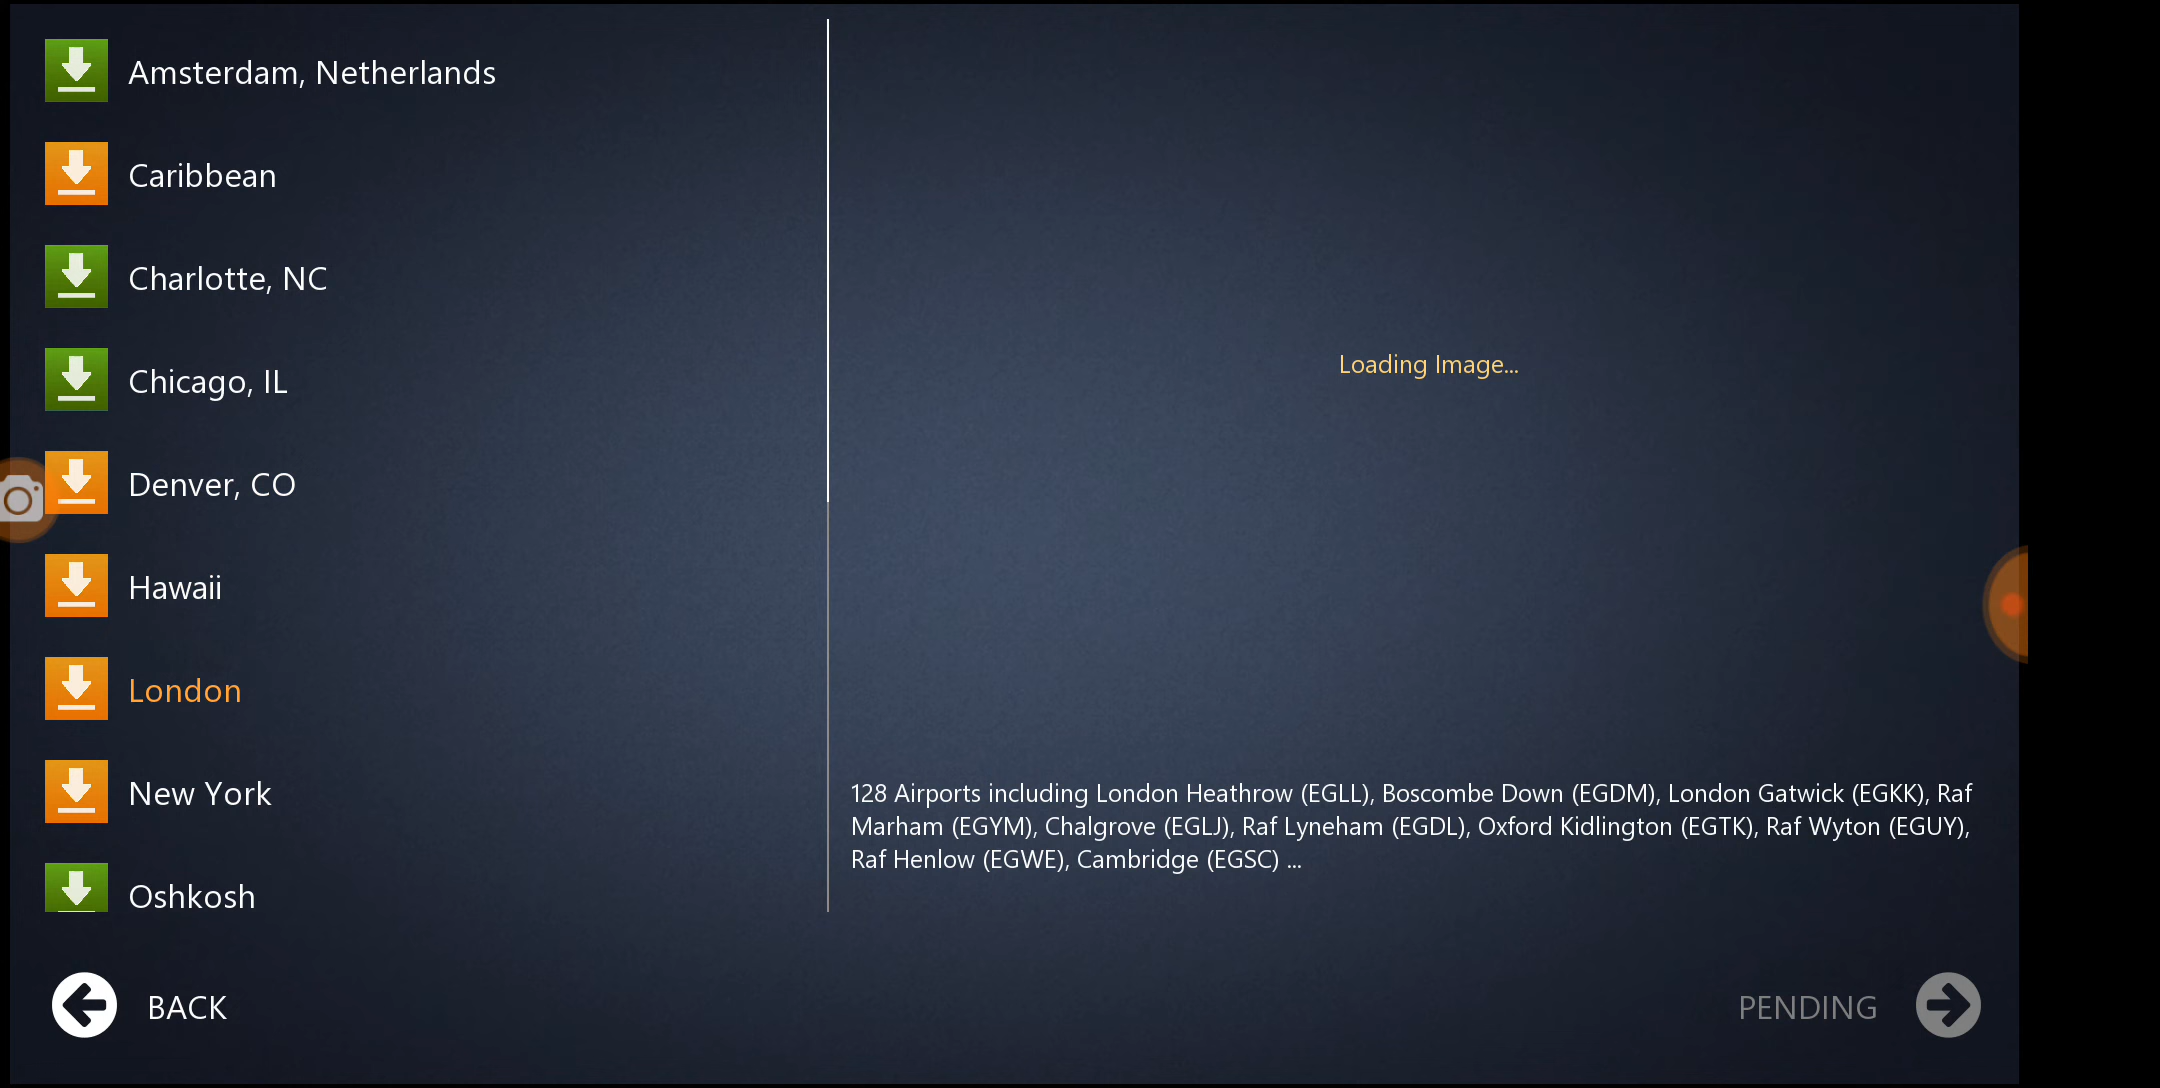 Amsterdam, Netherlands
Caribbean
Charlotte, NC
Chicago, IL
Denver, CO
Hawaii
London
New York
Oshkosh
Loading Image...
128 Airports including London Heathrow (EGLL), Boscombe Down (EGDM), London Gatwick (EGKK), Raf
Marham (EGYM), Chalgrove (EGLJ), Raf Lyneham (EGDL), Oxford Kidlington (EGTK), Raf Wyton (EGUY),
Raf Henlow (EGWE), Cambridge (EGSC) ...
BACK
PENDING